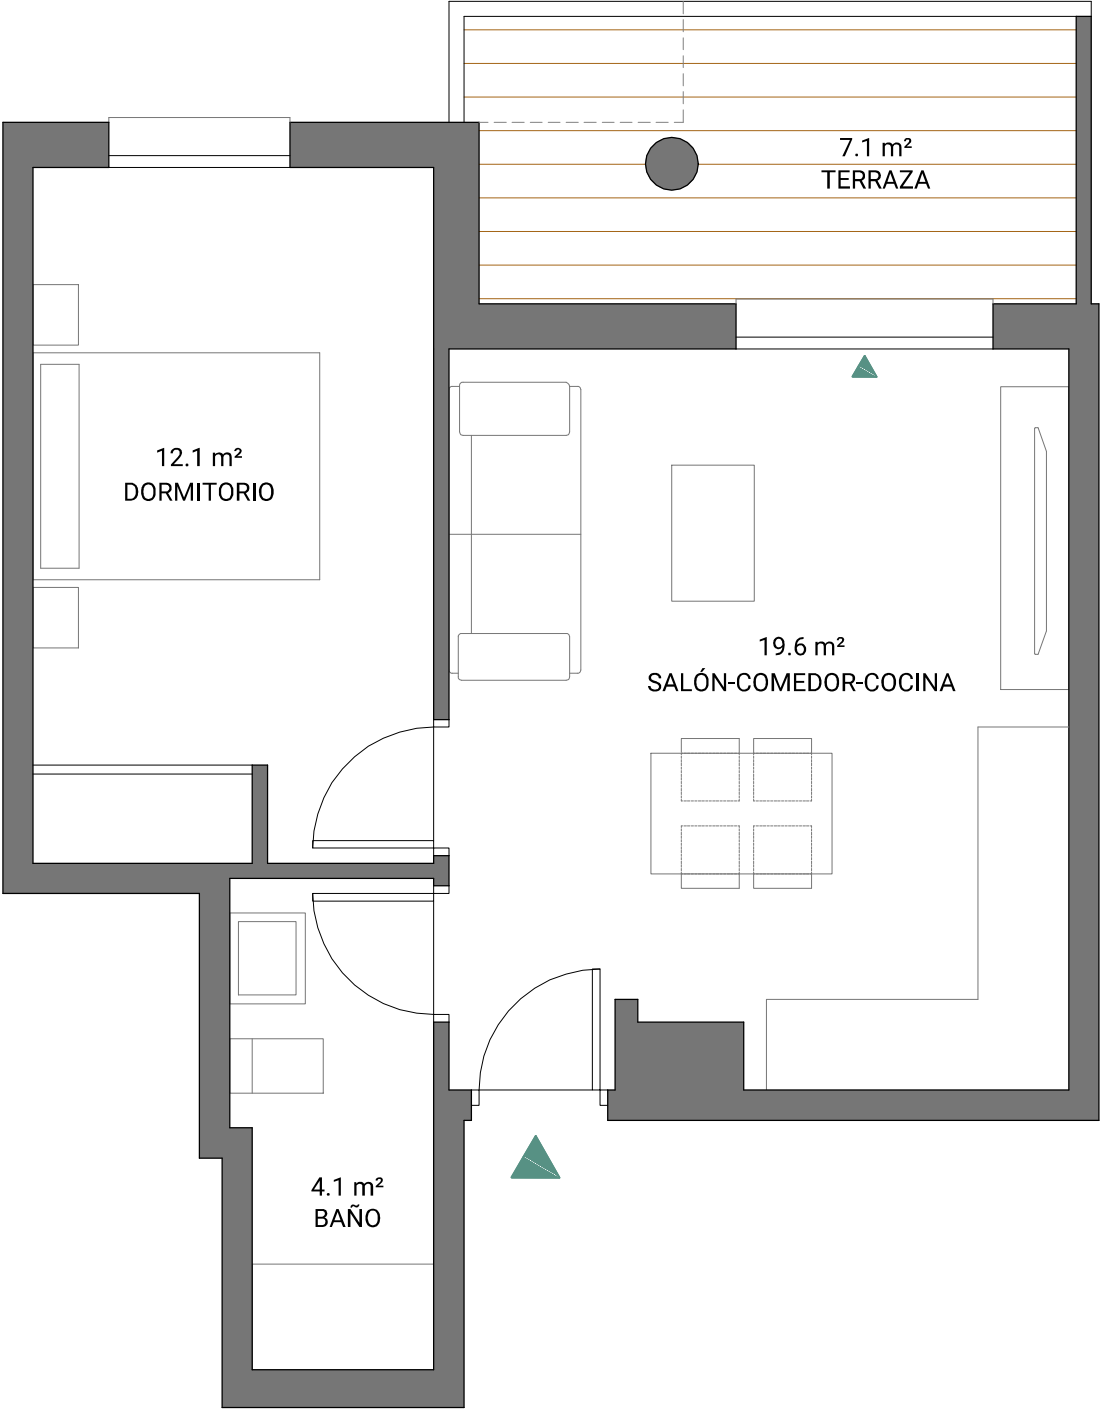 7.1 m²
TERRAZA
12.1 m²
DORMITORIO
19.6 m²
SALÓN-COMEDOR-COCINA
4.1 m²
BAÑO